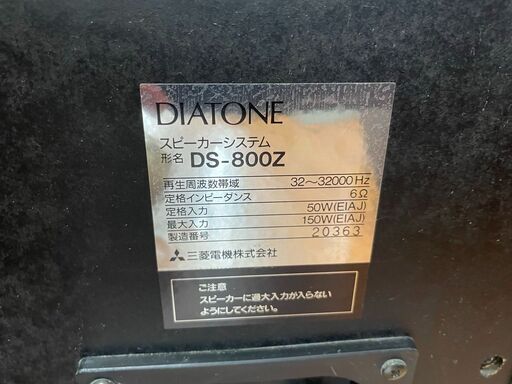 DIATONE
スピーカーシステム
形名 DS-800Z
再生周波数帯域 32～32000Hz
定格インピーダンス 6Ω
定格入力 50W(EIAJ)
最大入力 150W(EIAJ)
製造番号 20363
三菱電機株式会社
ご注意
スピーカーに過大入力が入らない
ようにしてください。